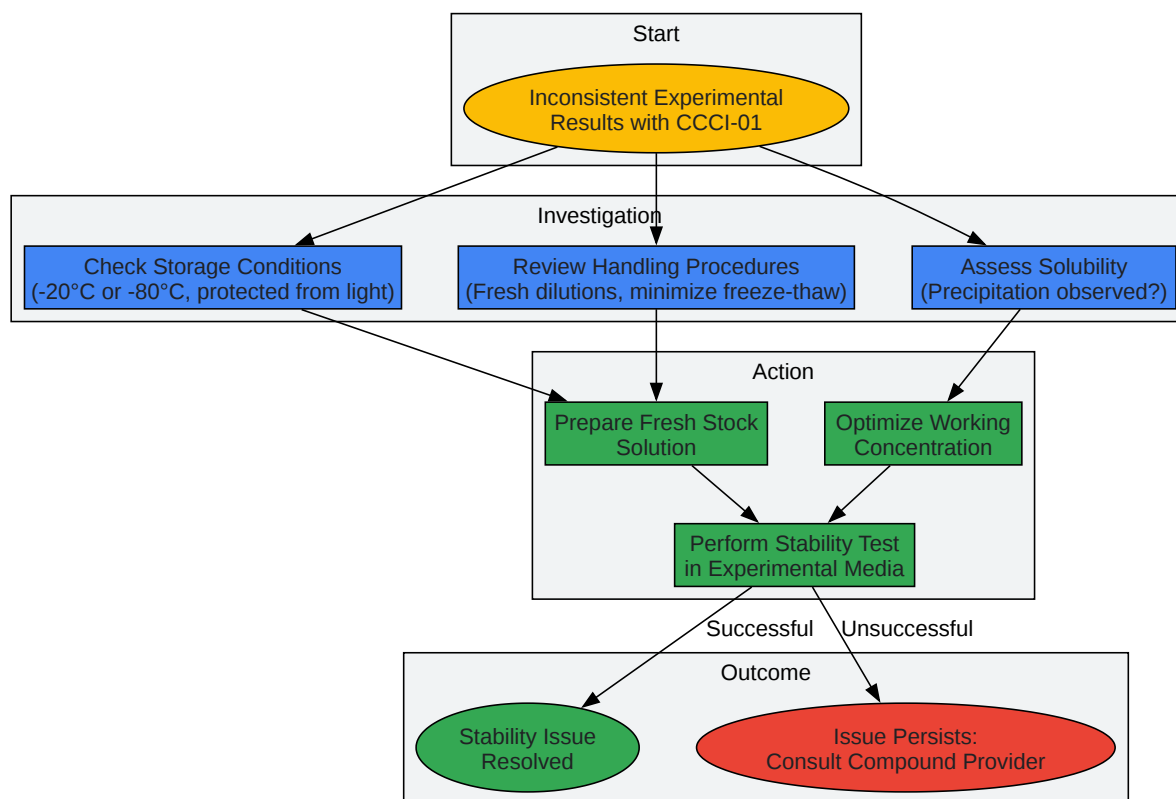 Start
Inconsistent Experimental
Results with CCCI-01
Investigation
Check Storage Conditions
(-20°C or -80°C, protected from light)
Review Handling Procedures
(Fresh dilutions, minimize freeze-thaw)
Assess Solubility
(Precipitation observed?)
Action
Prepare Fresh Stock
Solution
Optimize Working
Concentration
Perform Stability Test
in Experimental Media
Successful
Unsuccessful
Outcome
Stability Issue
Resolved
Issue Persists:
Consult Compound Provider